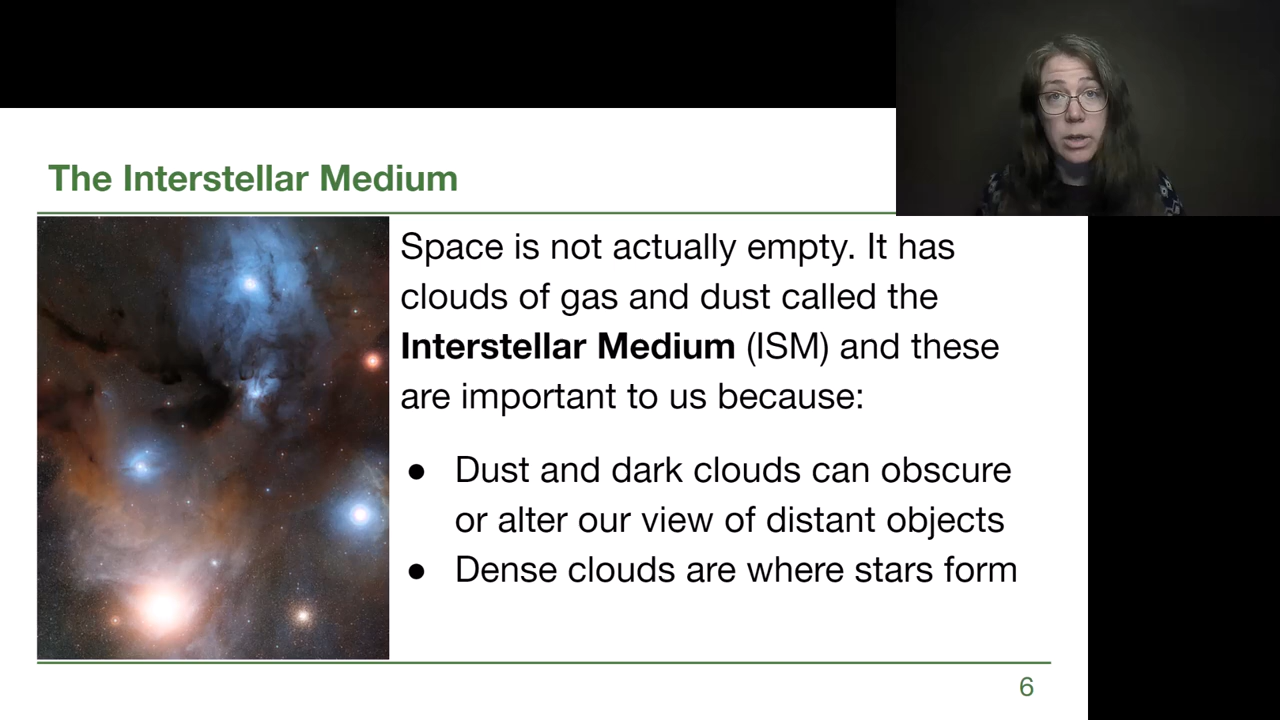 The Interstellar Medium
Space is not actually empty. It has
clouds of gas and dust called the
Interstellar Medium (ISM) and these
are important to us because:
● Dust and dark clouds can obscure
or alter our view of distant objects
● Dense clouds are where stars form
6